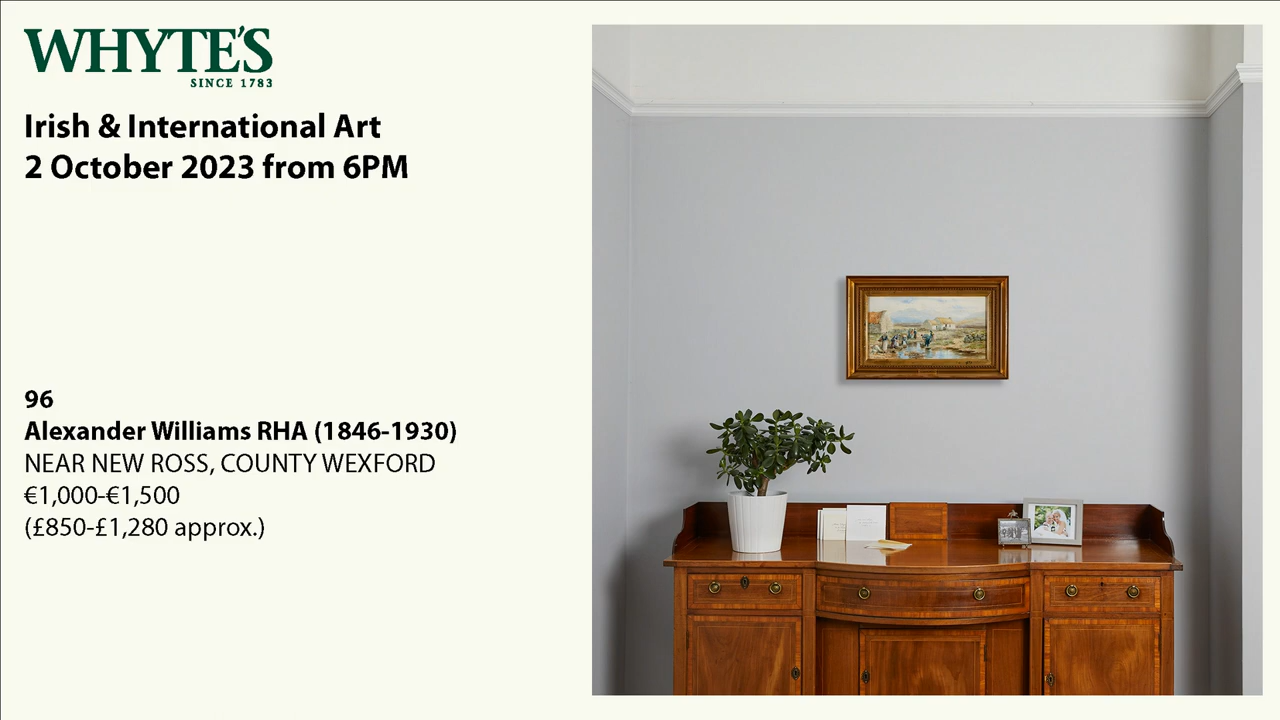 WHYTE'S
SINCE 1783
Irish & International Art
2 October 2023 from 6PM
96
Alexander Williams RHA (1846-1930)
NEAR NEW ROSS, COUNTY WEXFORD
€1,000-€1,500
(£850-£1,280 approx.)